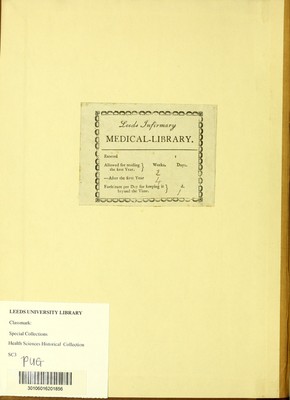 Leeds Infirmary
MEDICAL-LIBRARY.
Entered
Allowed for reading } Weeks. Days.
the first Year.
2
—After the first Year
4
Forfeiture per Day for keeping it }
beyond the Time.
LEEDS UNIVERSITY LIBRARY
Classmark:
Special Collections
Health Sciences Historical Collection
SC3
PUG
30106016201856